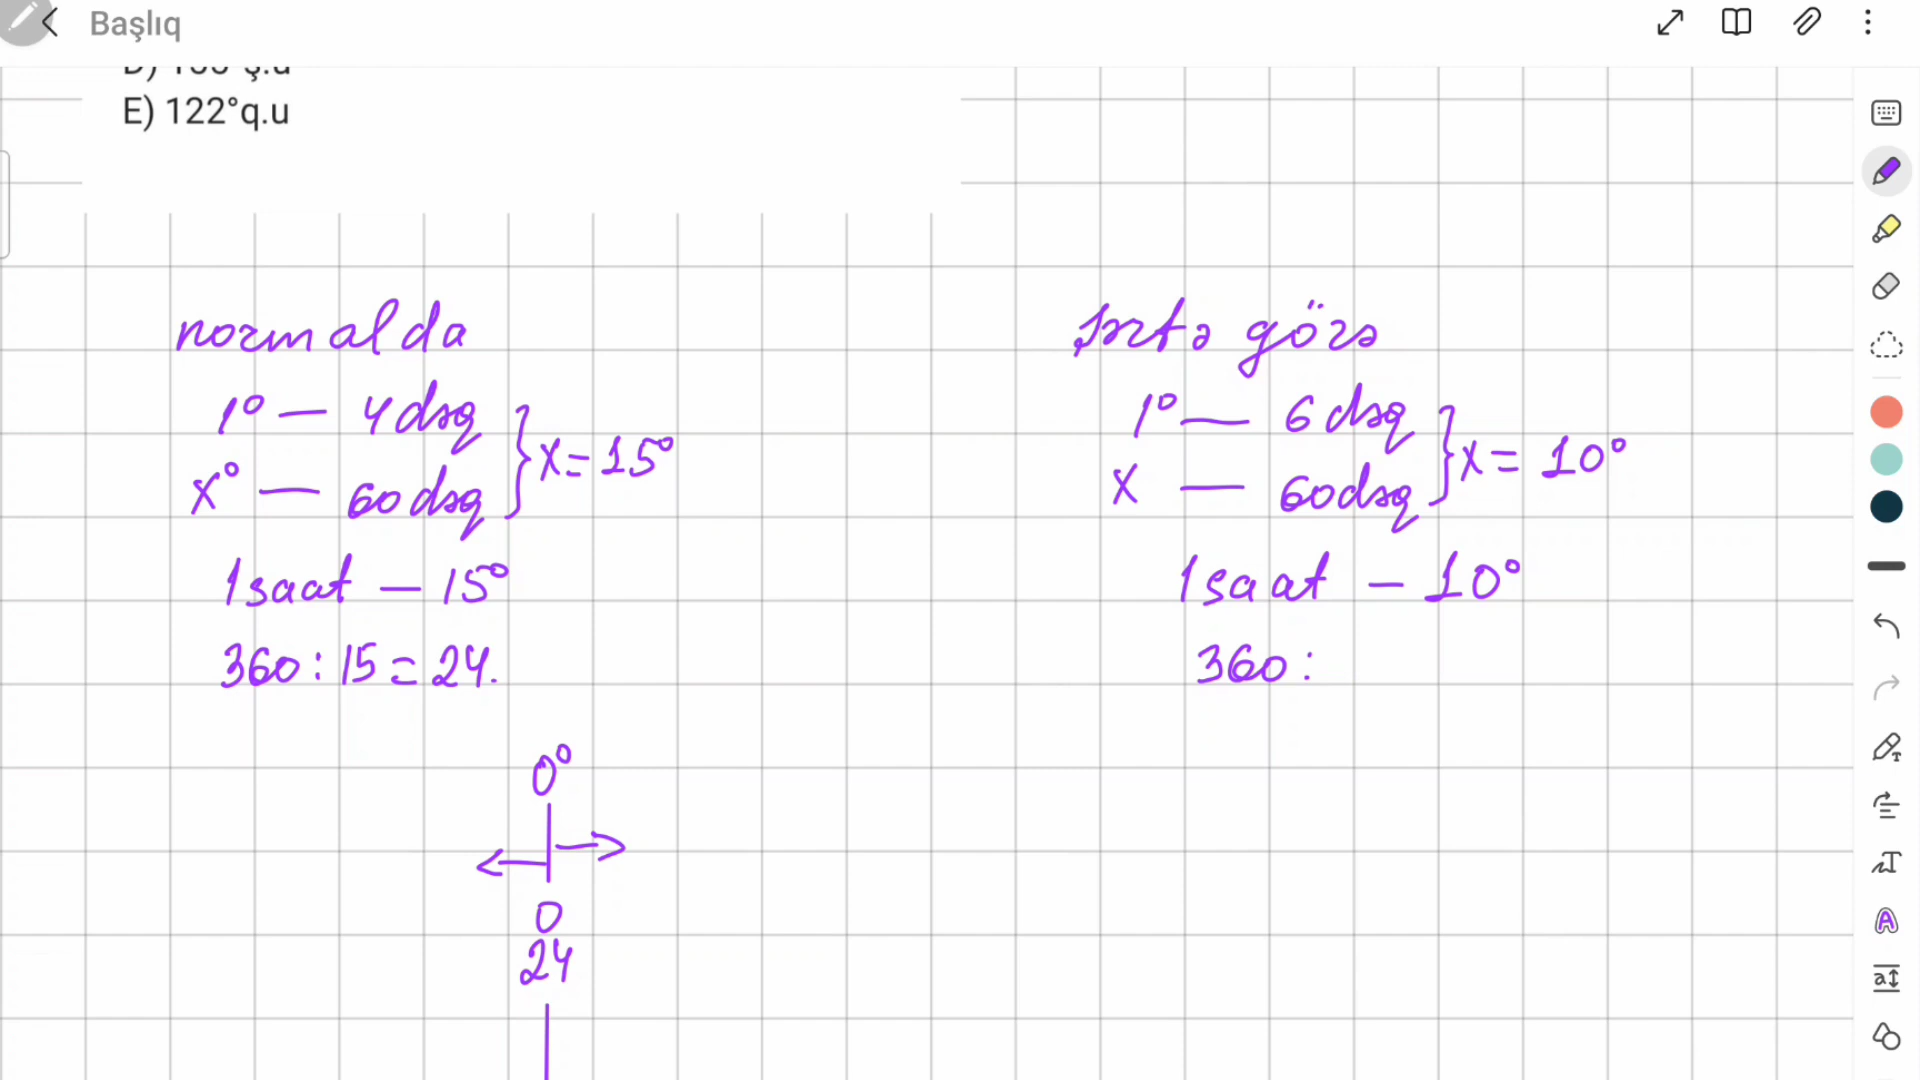 Başlıq
E) 122°q.u
normalda
1° — 4 dəq
x° — 60 dəq
x = 15°
1 saat — 15°
360 : 15 = 24.
0°
0
24
şərtə görə
1° — 6 dəq
x — 60 dəq
x = 10°
1 saat — 10°
360 :